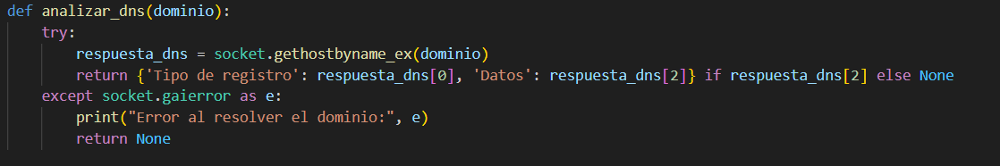 def analizar_dns(dominio):
    try:
        respuesta_dns = socket.gethostbyname_ex(dominio)
        return {'Tipo de registro': respuesta_dns[0], 'Datos': respuesta_dns[2]} if respuesta_dns[2] else None
    except socket.gaierror as e:
        print("Error al resolver el dominio:", e)
        return None